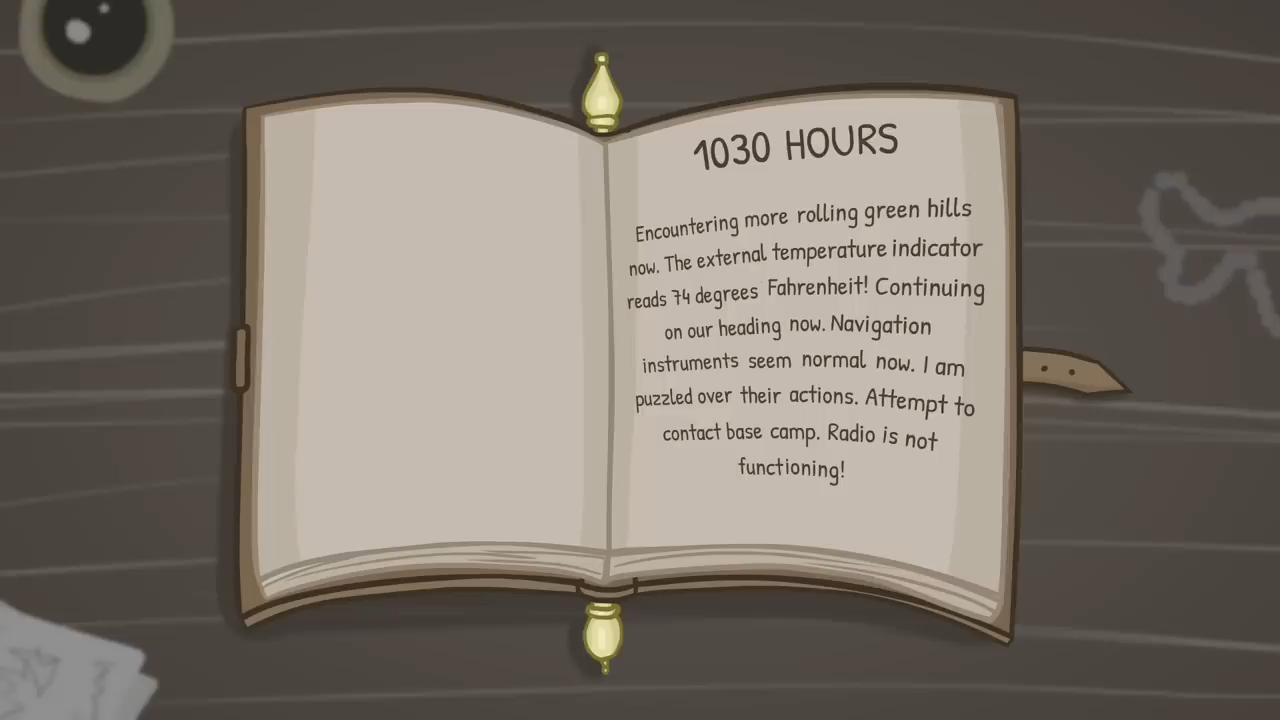 1030 HOURS
Encountering more rolling green hills
now. The external temperature indicator
reads 74 degrees Fahrenheit! Continuing
on our heading now. Navigation
instruments seem normal now. I am
puzzled over their actions. Attempt to
contact base camp. Radio is not
functioning!